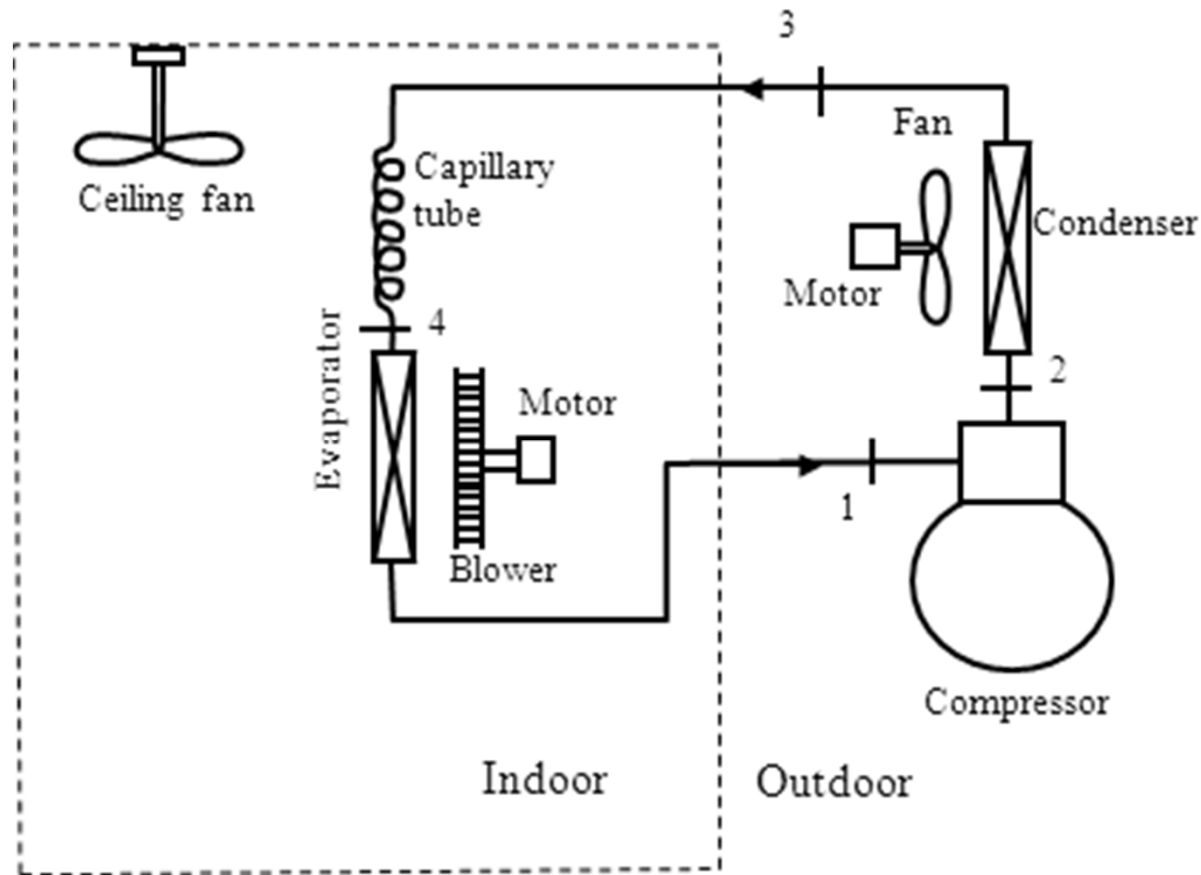 3
Fan
Ceiling fan
Capillary
tube
Condenser
Motor
4
Evaporator
2
Motor
1
Blower
Compressor
Indoor
Outdoor